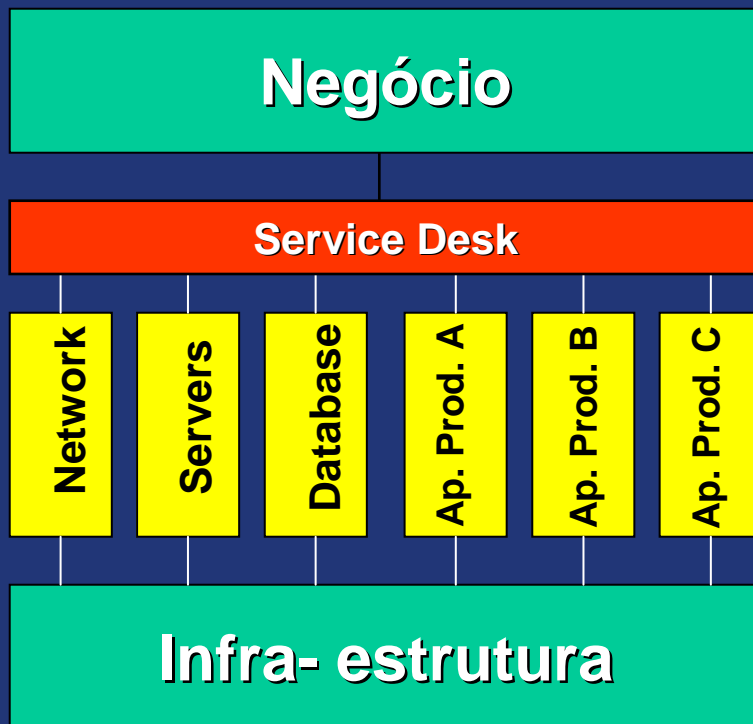 Negócio
Service Desk
Network
Servers
Database
Ap. Prod. A
Ap. Prod. B
Ap. Prod. C
Infra- estrutura